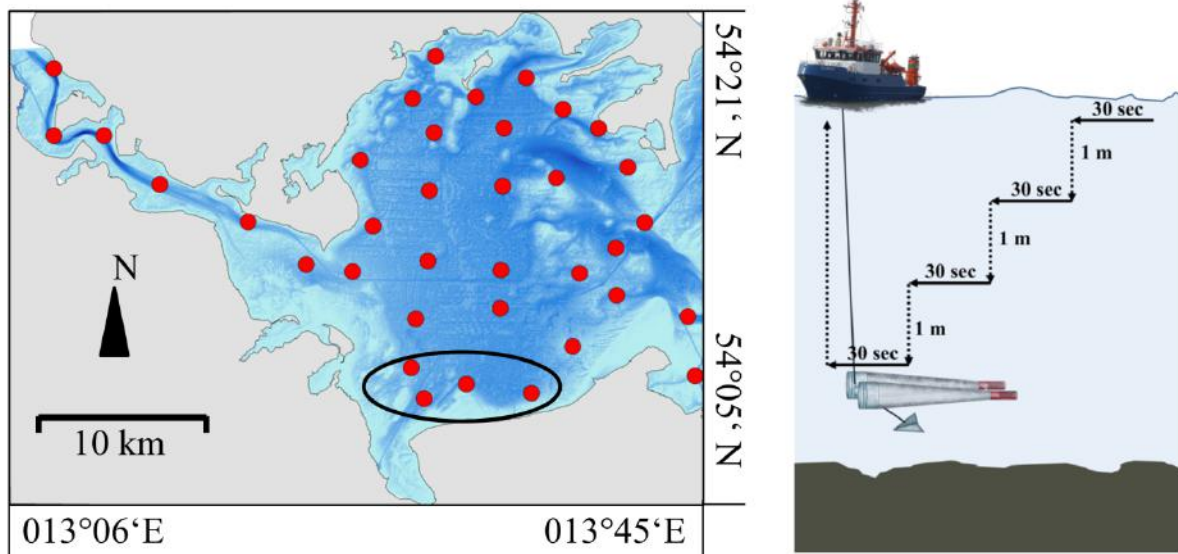 54°21‘ N
N
54°05‘ N
10 km
013°06‘E
013°45‘E
30 sec
1 m
30 sec
1 m
30 sec
1 m
30 sec